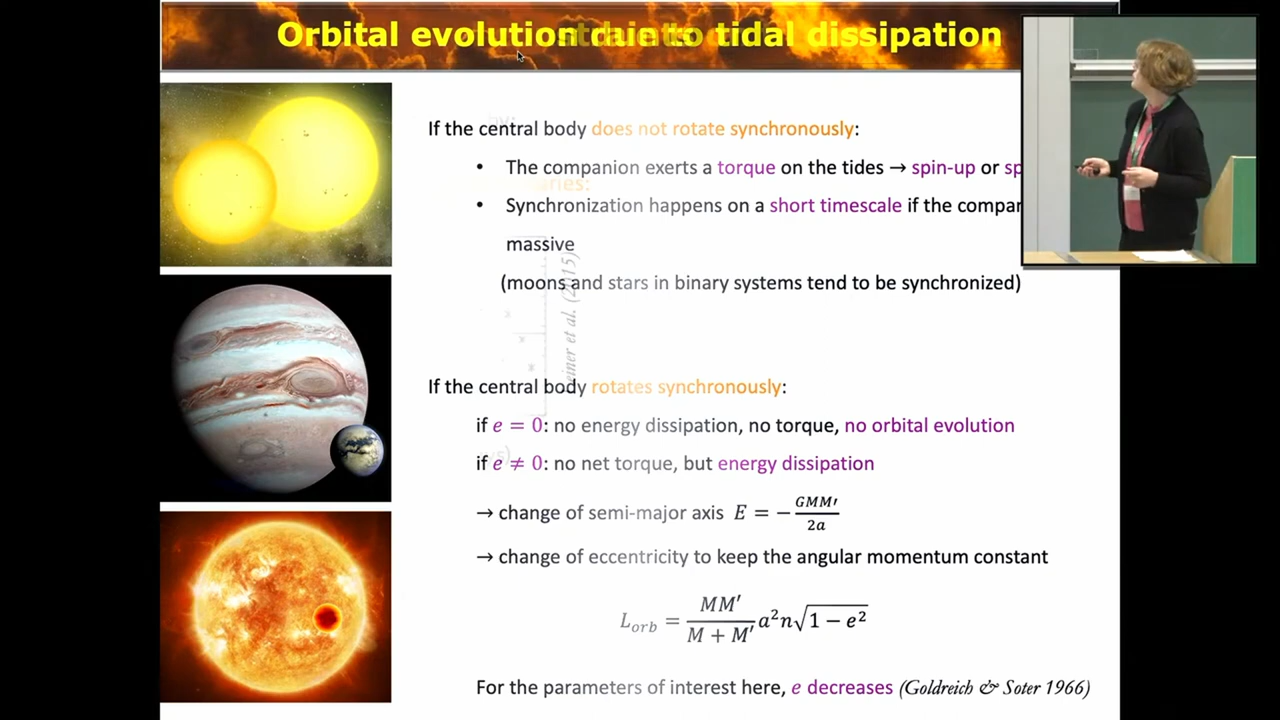 Orbital evolution due to tidal dissipation
If the central body does not rotate synchronously:
• The companion exerts a torque on the tides → spin-up or sp
• Synchronization happens on a short timescale if the compan
massive
(moons and stars in binary systems tend to be synchronized)
If the central body rotates synchronously:
if e = 0: no energy dissipation, no torque, no orbital evolution
if e ≠ 0: no net torque, but energy dissipation
→ change of semi-major axis E = − GMM′ / 2a
→ change of eccentricity to keep the angular momentum constant
L_orb = MM′ / M + M′ a²n√1 − e²
For the parameters of interest here, e decreases (Goldreich & Soter 1966)